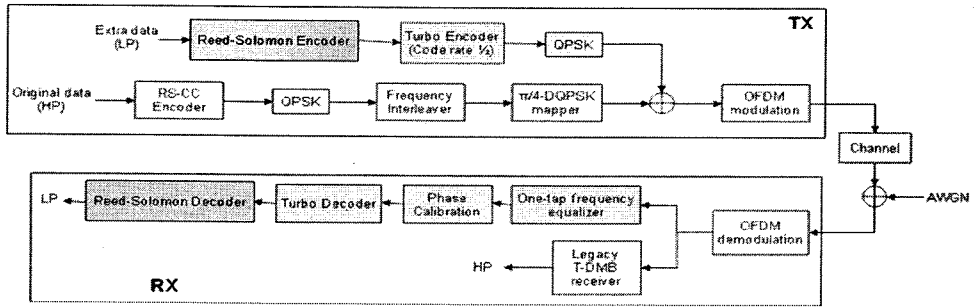 TX
Extra data
(LP)
Reed-Solomon Encoder
Turbo Encoder
(Code rate ½)
QPSK
Original data
(HP)
RS-CC
Encoder
QPSK
Frequency
Interleaver
π/4-DQPSK
mapper
OFDM
modulation
Channel
AWGN
LP
Reed-Solomon Decoder
Turbo Decoder
Phase
Calibration
One-tap frequency
equalizer
OFDM
demodulation
HP
Legacy
T-DMB
receiver
RX